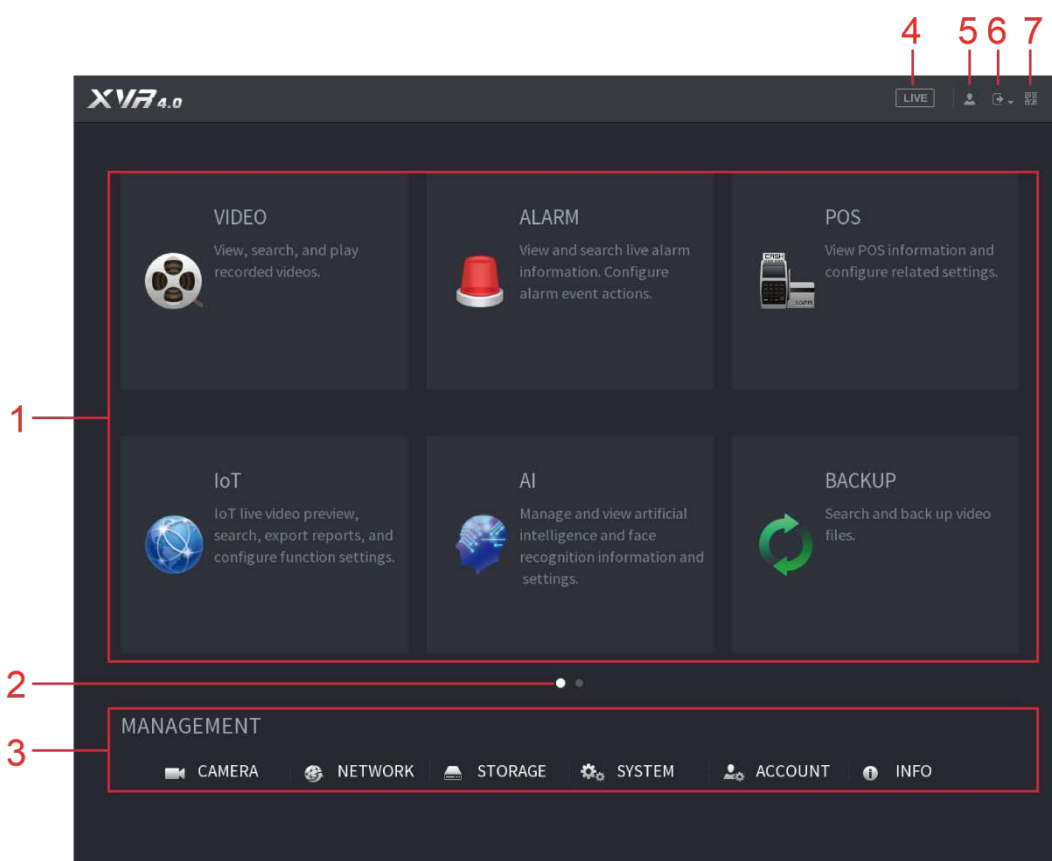 4 5 6 7
XVR 4.0
LIVE
VIDEO
View, search, and play
recorded videos.
ALARM
View and search live alarm
information. Configure
alarm event actions.
POS
View POS information and
configure related settings.
CASH
1
IoT
IoT live video preview,
search, export reports, and
configure function settings.
AI
Manage and view artificial
intelligence and face
recognition information and
settings.
BACKUP
Search and back up video
files.
2
3
MANAGEMENT
CAMERA NETWORK STORAGE SYSTEM ACCOUNT INFO